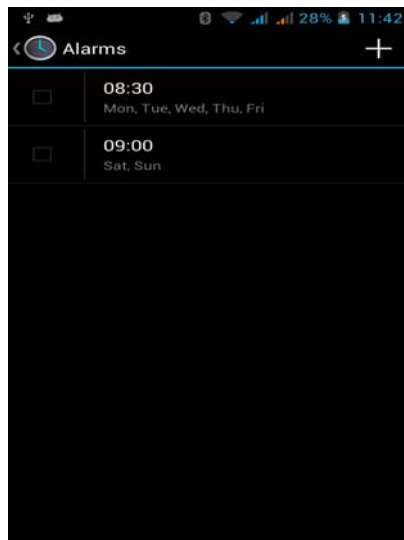 28% 11:42
Alarms
08:30
Mon, Tue, Wed, Thu, Fri
09:00
Sat, Sun